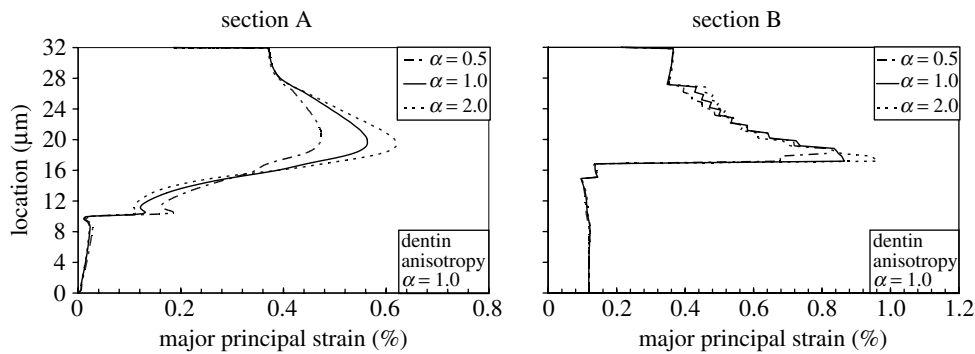 section A
section B
location (μm)
32
28
24
20
16
12
8
4
0
α = 0.5
α = 1.0
α = 2.0
dentin
anisotropy
α = 1.0
0
0.2
0.4
0.6
0.8
major principal strain (%)
α = 0.5
α = 1.0
α = 2.0
dentin
anisotropy
α = 1.0
0
0.2
0.4
0.6
0.8
1.0
1.2
major principal strain (%)